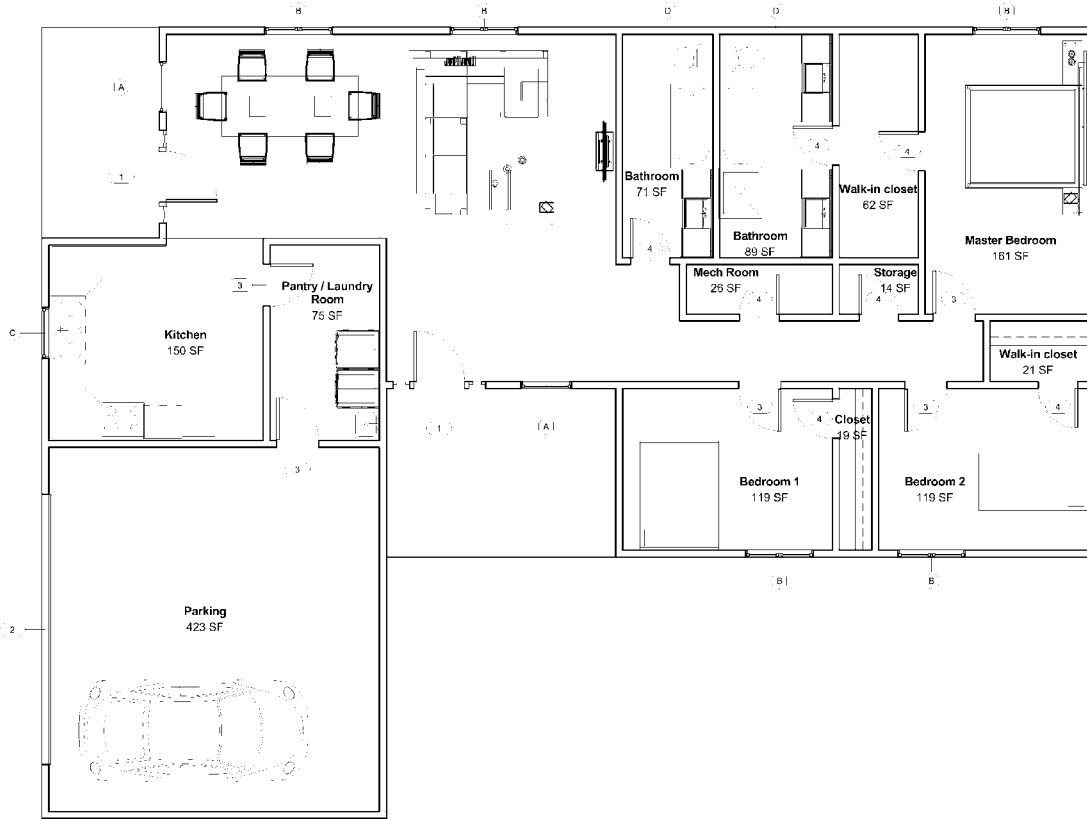 B
B
D
D
B
A
1
4
4
Bathroom
71 SF
Walk-in closet
62 SF
Bathroom
89 SF
Master Bedroom
161 SF
4
3
Pantry / Laundry
Room
75 SF
Mech Room
26 SF
4
Storage
14 SF
4
3
C
Kitchen
150 SF
Walk-in closet
21 SF
1
A
3
4
Closet
19 SF
3
4
3
Bedroom 1
119 SF
Bedroom 2
119 SF
B
B
Parking
423 SF
2